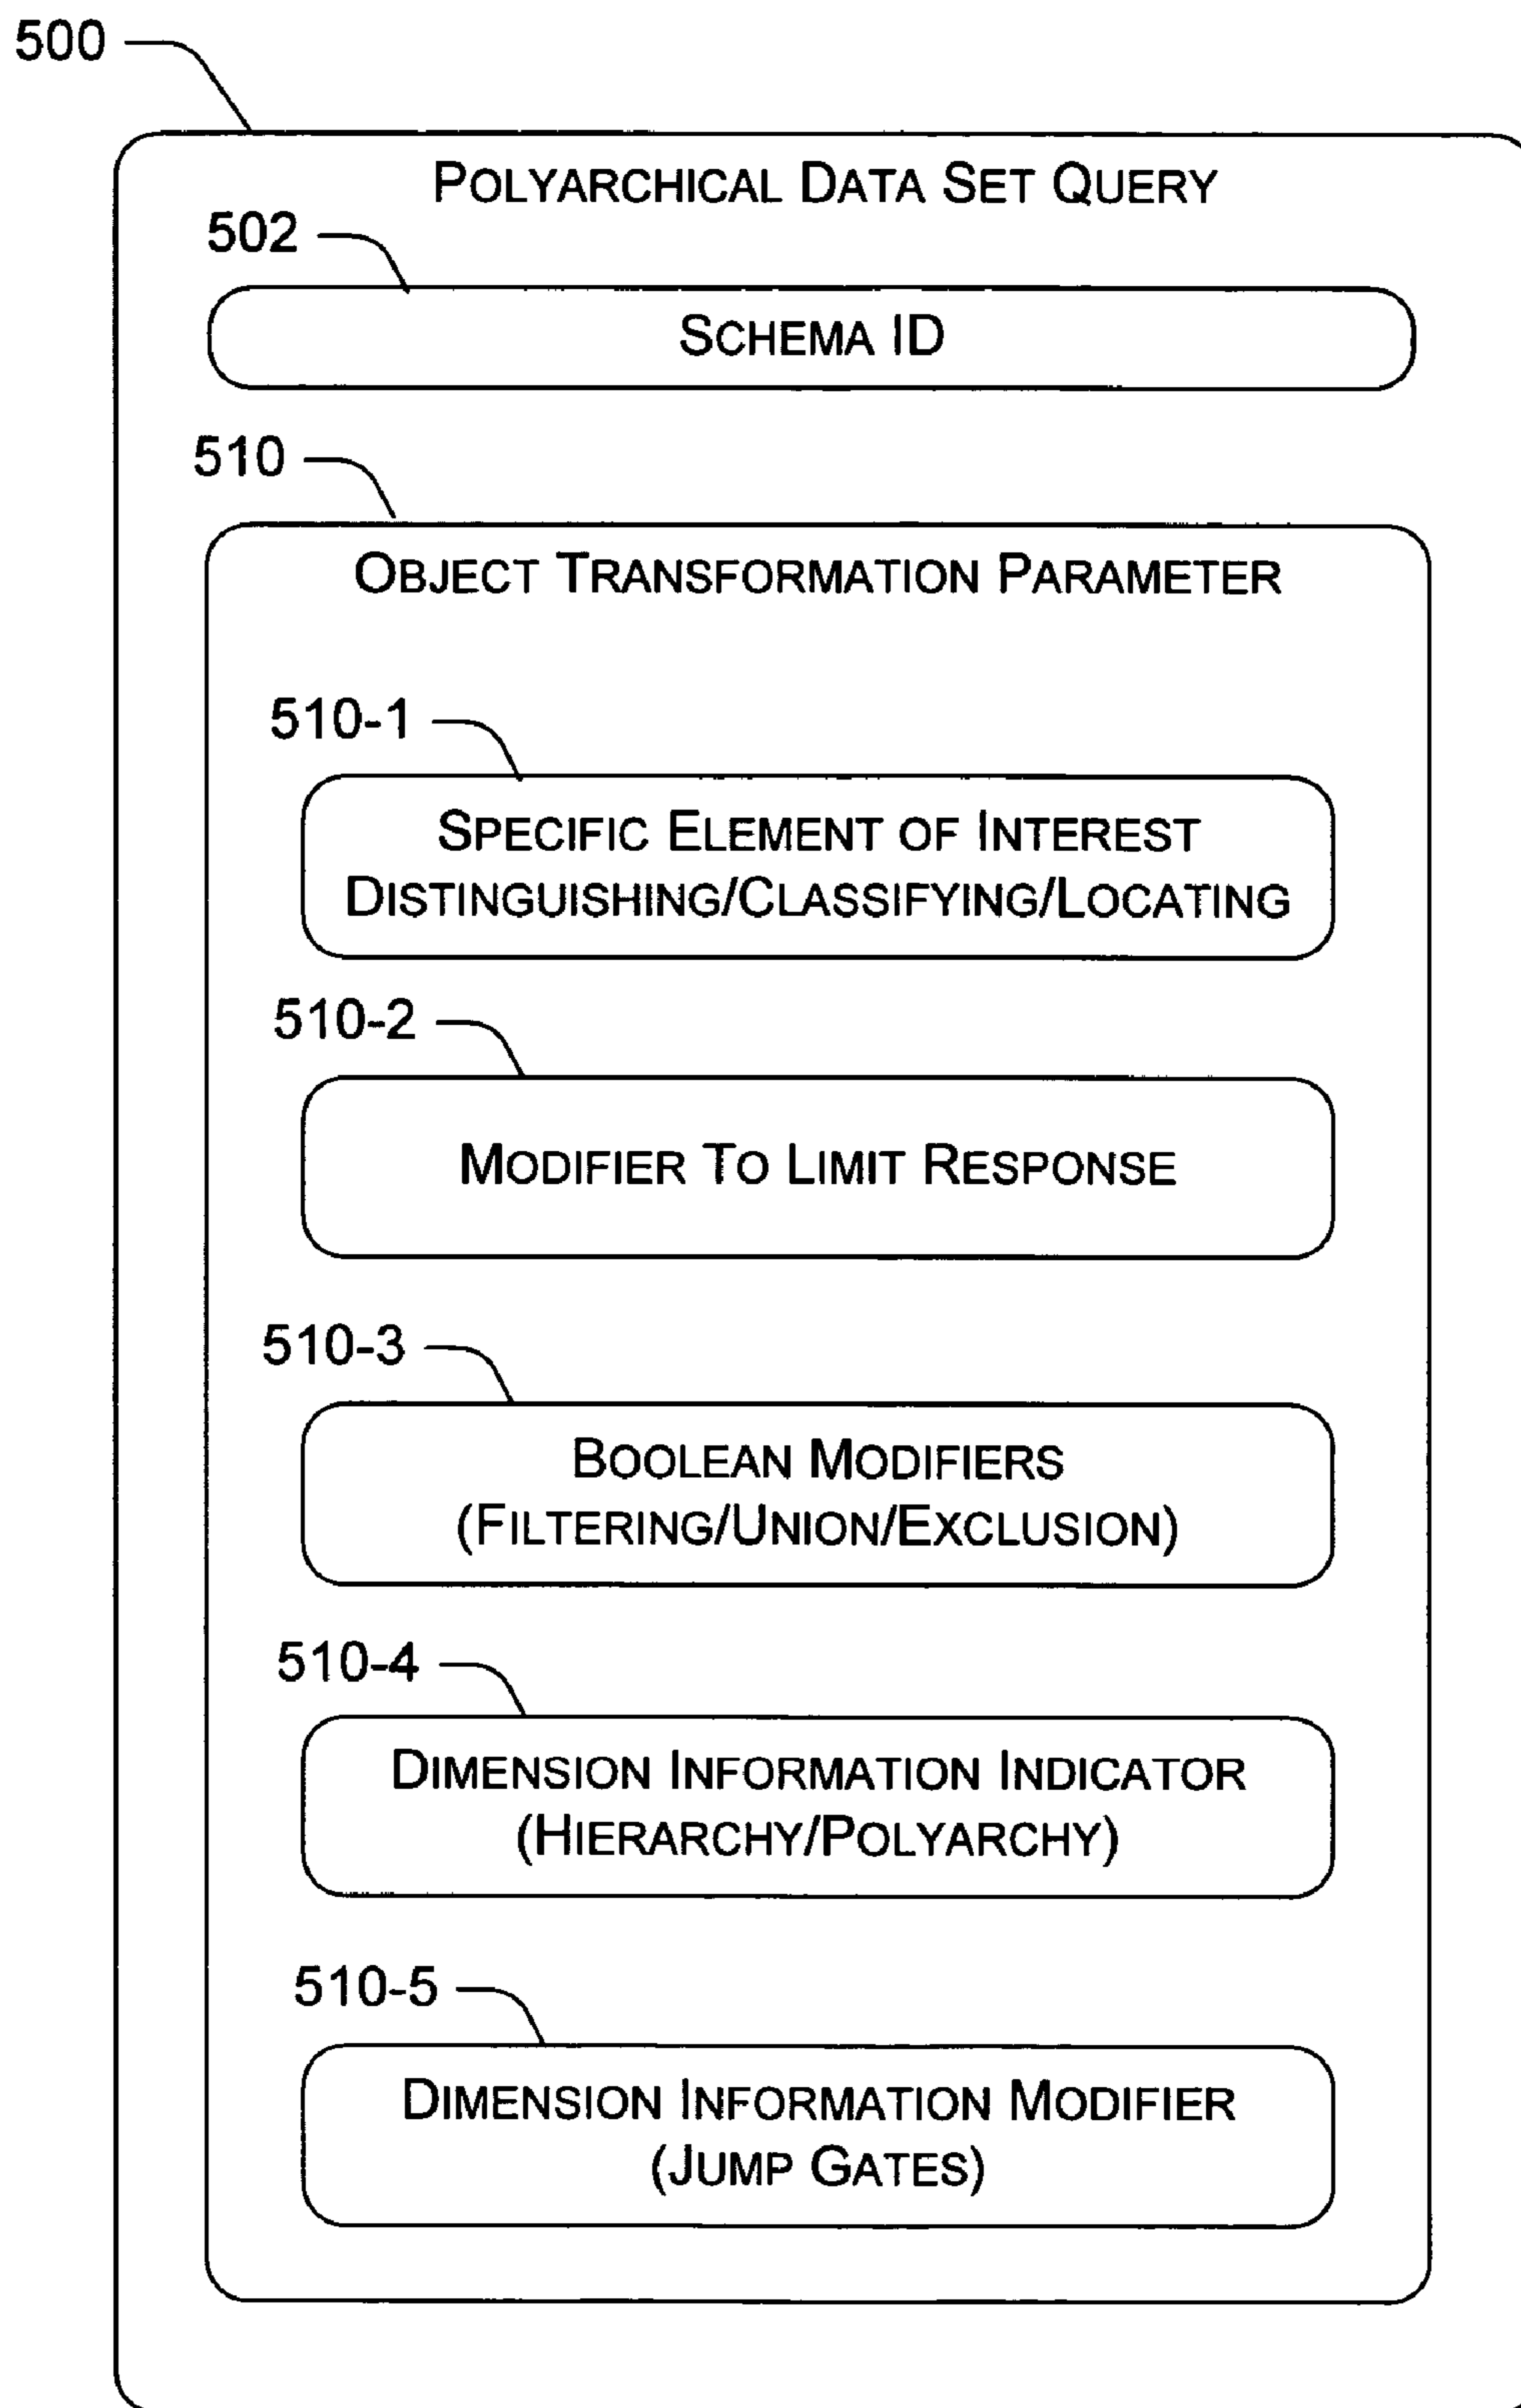 500
POLYARCHICAL DATA SET QUERY
502
SCHEMA ID
510
OBJECT TRANSFORMATION PARAMETER
510-1
SPECIFIC ELEMENT OF INTEREST
DISTINGUISHING/CLASSIFYING/LOCATING
510-2
MODIFIER TO LIMIT RESPONSE
510-3
BOOLEAN MODIFIERS
(FILTERING/UNION/EXCLUSION)
510-4
DIMENSION INFORMATION INDICATOR
(HIERARCHY/POLYARCHY)
510-5
DIMENSION INFORMATION MODIFIER
(JUMP GATES)